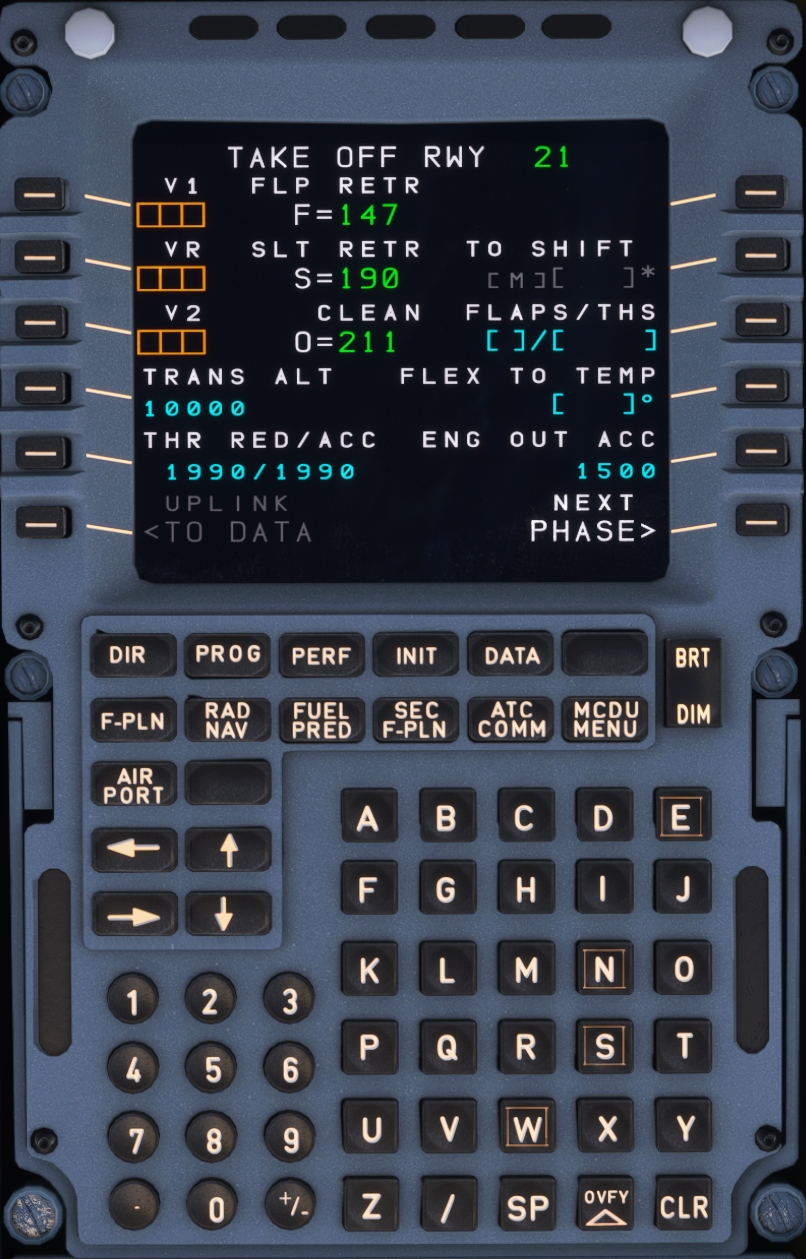 TAKE OFF RWY 21
V1 FLP RETR
F=147
VR SLT RETR TO SHIFT
S=190 [M][ ]*
V2 CLEAN FLAPS/THS
O=211 [ ]/[ ]
TRANS ALT FLEX TO TEMP
10000 [ ]°
THR RED/ACC ENG OUT ACC
1990/1990 1500
UPLINK NEXT
<TO DATA PHASE>
DIR PROG PERF INIT DATA BRT
F-PLN RAD NAV FUEL PRED SEC F-PLN ATC COMM MCDU MENU DIM
AIR PORT
← ↑
→ ↓
A B C D E
F G H I J
K L M N O
P Q R S T
U V W X Y
Z / SP OVFY CLR
1 2 3
4 5 6
7 8 9
. 0 +/-